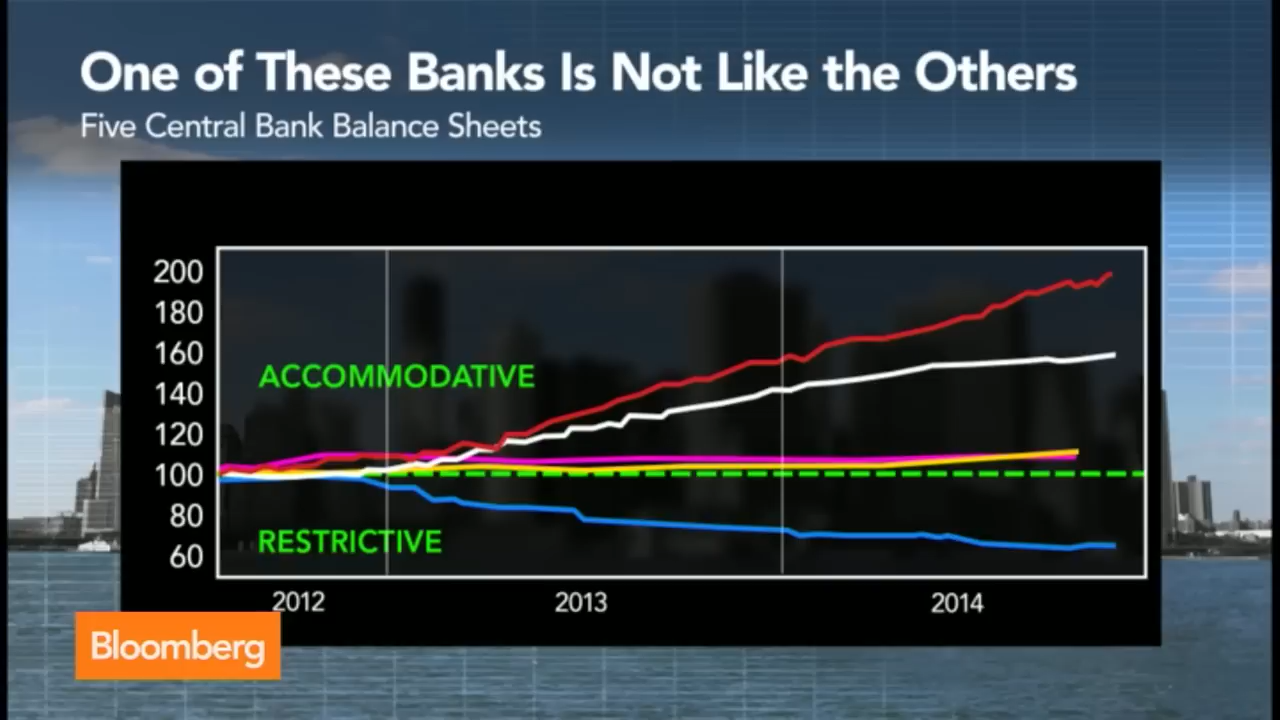 One of These Banks Is Not Like the Others
Five Central Bank Balance Sheets
200
180
160
ACCOMMODATIVE
140
120
100
80
RESTRICTIVE
60
2012
2013
2014
Bloomberg